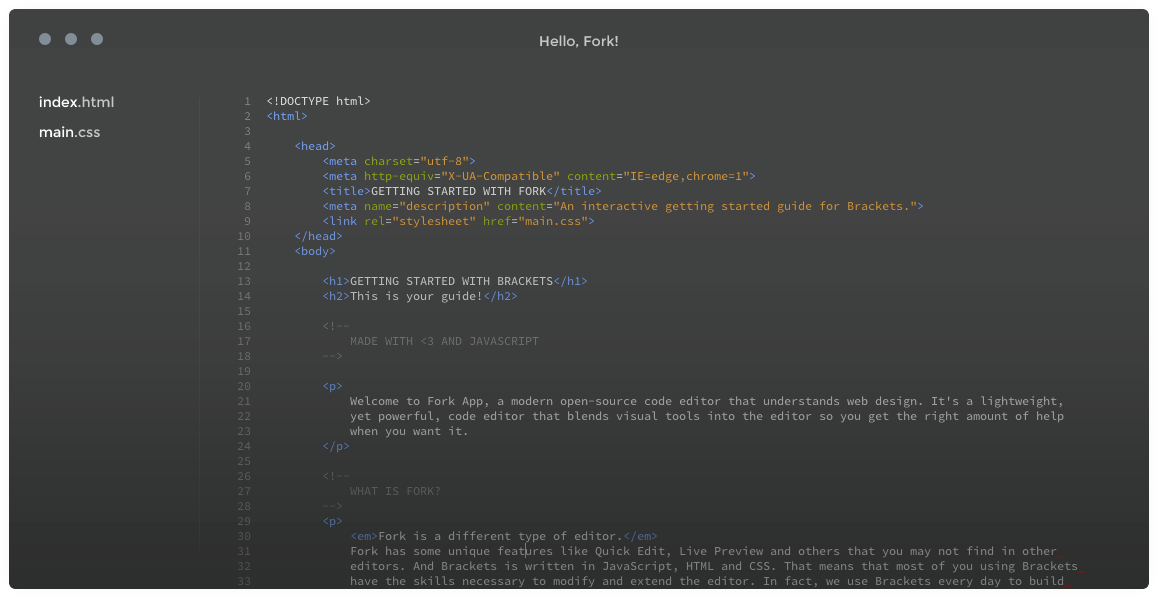 Hello, Fork!
index.html
main.css
1 <!DOCTYPE html>
2 <html>
3
4 <head>
5 <meta charset="utf-8">
6 <meta http-equiv="X-UA-Compatible" content="IE=edge,chrome=1">
7 <title>GETTING STARTED WITH FORK</title>
8 <meta name="description" content="An interactive getting started guide for Brackets.">
9 <link rel="stylesheet" href="main.css">
10 </head>
11 <body>
12
13 <h1>GETTING STARTED WITH BRACKETS</h1>
14 <h2>This is your guide!</h2>
15
16 <!--
17 MADE WITH <3 AND JAVASCRIPT
18 -->
19
20 <p>
21 Welcome to Fork App, a modern open-source code editor that understands web design. It's a lightweight,
22 yet powerful, code editor that blends visual tools into the editor so you get the right amount of help
23 when you want it.
24 </p>
25
26 <!--
27 WHAT IS FORK?
28 -->
29 <p>
30 <em>Fork is a different type of editor.</em>
31 Fork has some unique features like Quick Edit, Live Preview and others that you may not find in other
32 editors. And Brackets is written in JavaScript, HTML and CSS. That means that most of you using Brackets
33 have the skills necessary to modify and extend the editor. In fact, we use Brackets every day to build